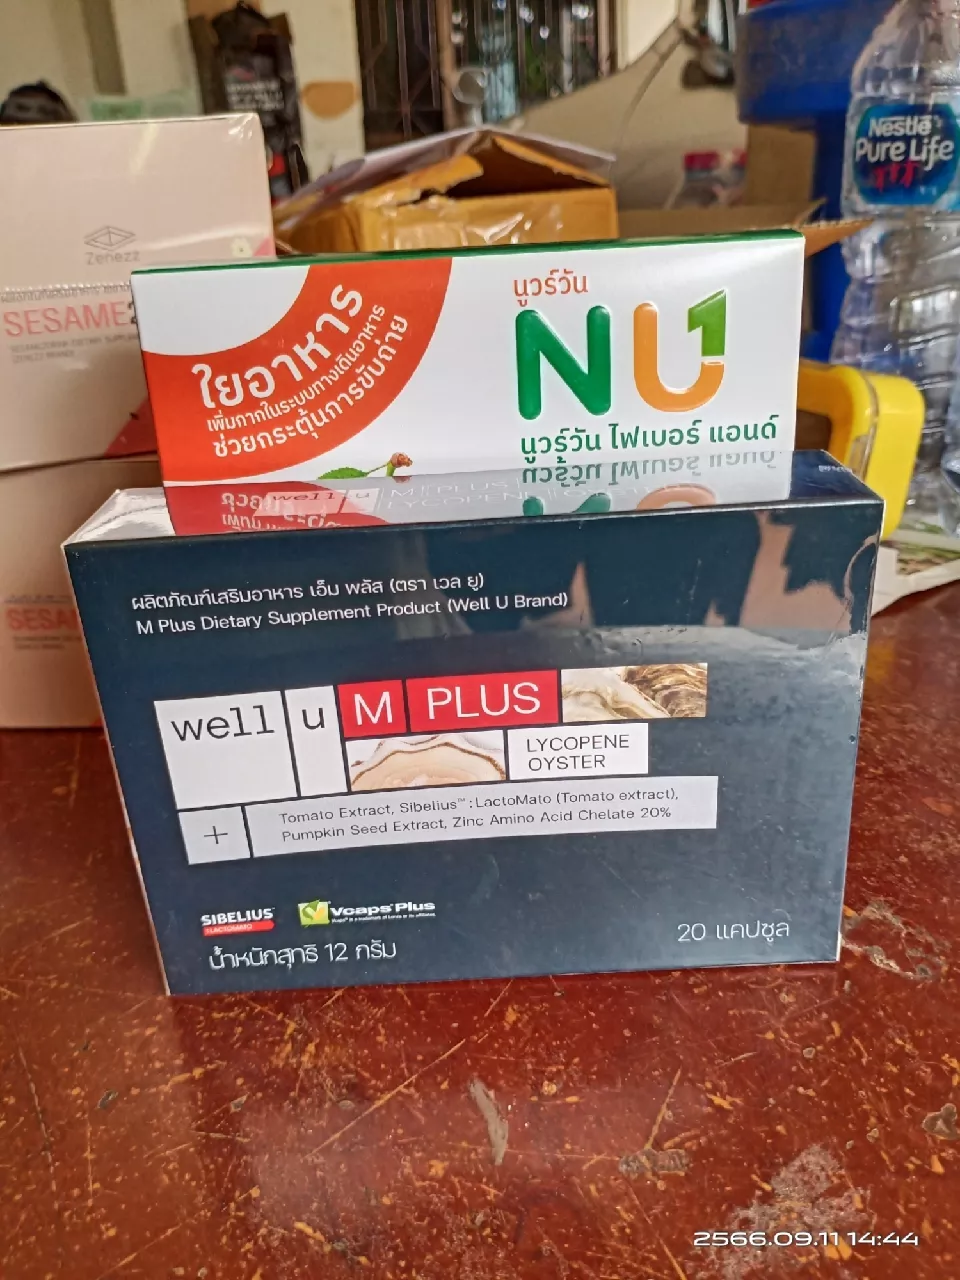 Nestlé
Pure Life
Zenezz
SESAME
ใยอาหาร
เพิ่มกากในระบบทางเดินอาหาร
ช่วยกระตุ้นการขับถ่าย
นูวร์วัน
NU1
นูวร์วัน ไฟเบอร์ แอนด์
ผลิตภัณฑ์เสริมอาหาร เอ็ม พลัส (ตรา เวล ยู)
M Plus Dietary Supplement Product (Well U Brand)
well u M PLUS
LYCOPENE
OYSTER
+
Tomato Extract, Sibelius™ : LactoMato (Tomato extract),
Pumpkin Seed Extract, Zinc Amino Acid Chelate 20%
SIBELIUS™
LACTOMATO
Vcaps® Plus
น้ำหนักสุทธิ 12 กรัม
20 แคปซูล
2566.09.11 14:44